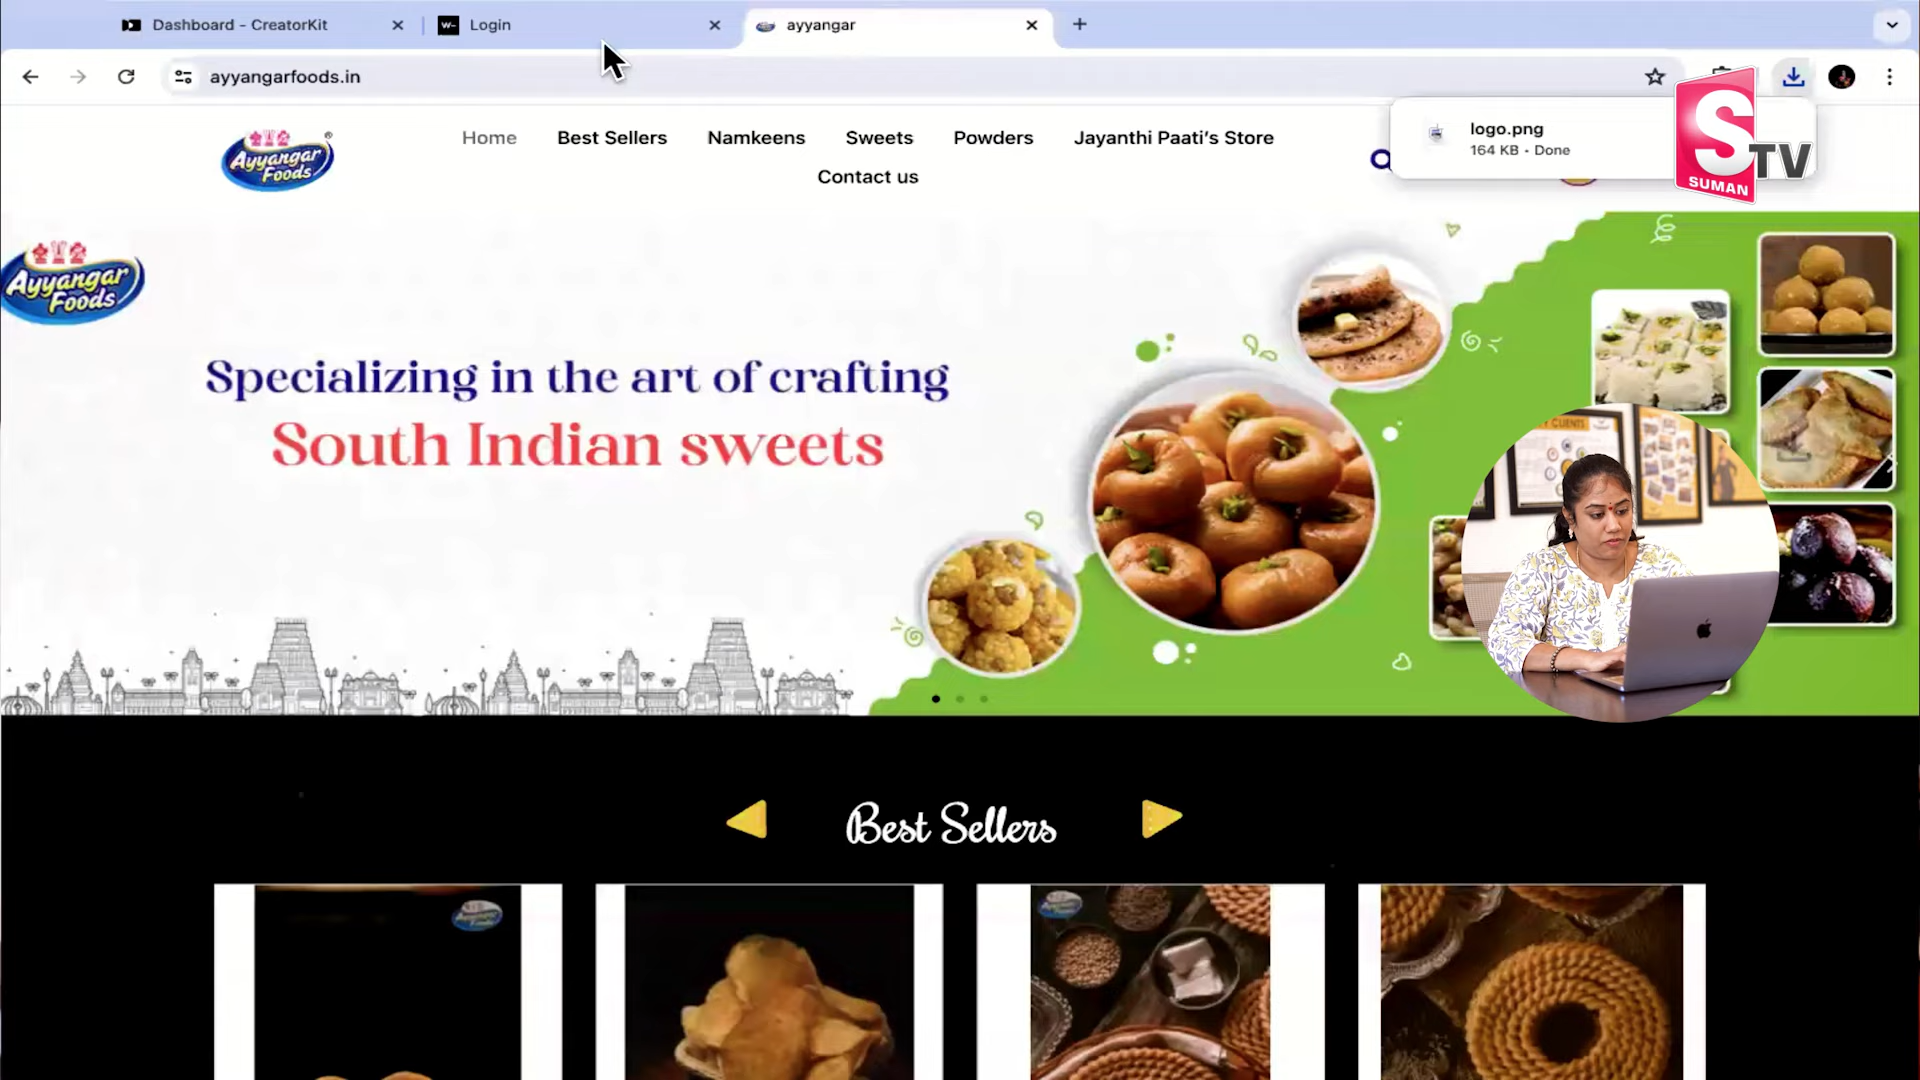 Dashboard - CreatorKit
W-
Login
ayyangar
ayyangarfoods.in
Home
Best Sellers
Namkeens
Sweets
Powders
Jayanthi Paati's Store
Contact us
logo.png
164 KB • Done
S
TV
SUMAN
Ayyangar
Foods
®
Ayyangar
Foods
Specializing in the art of crafting
South Indian sweets
Best Sellers